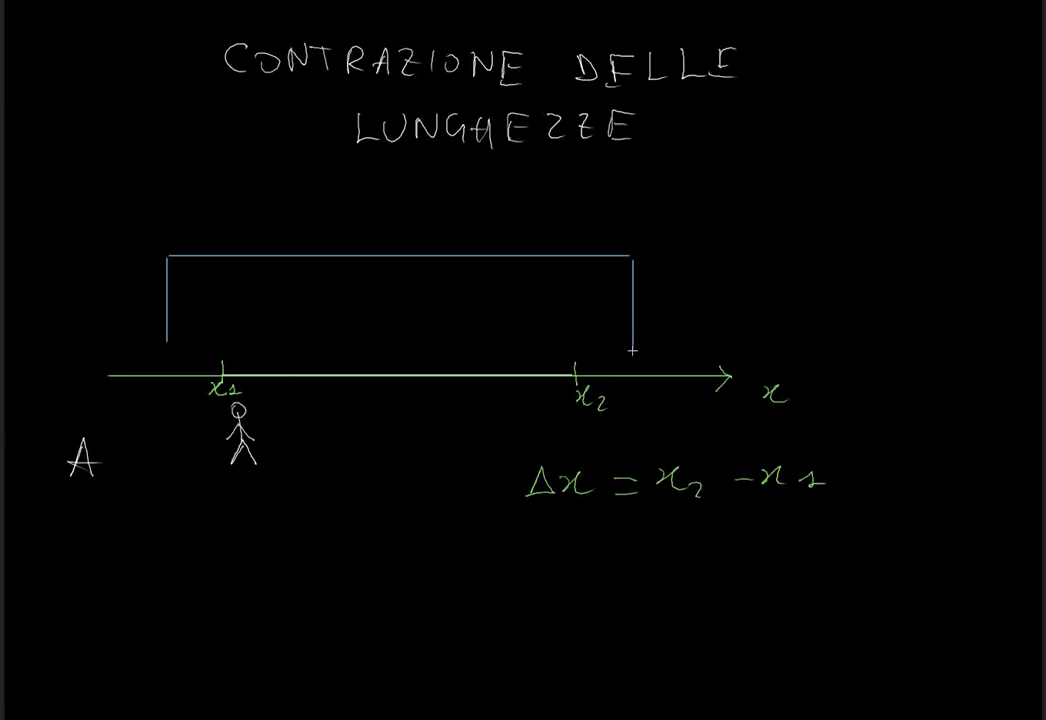 CONTRAZIONE DELLE
LUNGHEZZE
x1 x2 x
A
Δx = x2 - x1